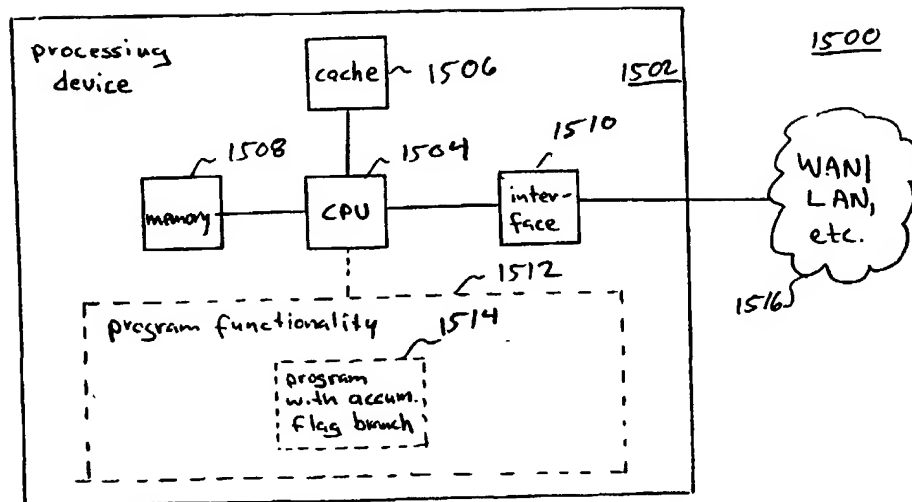 processing
device
cache
1506
1502
1500
1508
1504
1510
memory
CPU
inter-
face
WAN/
LAN,
etc.
1516
1512
program functionality
1514
program
with accum.
flag branch